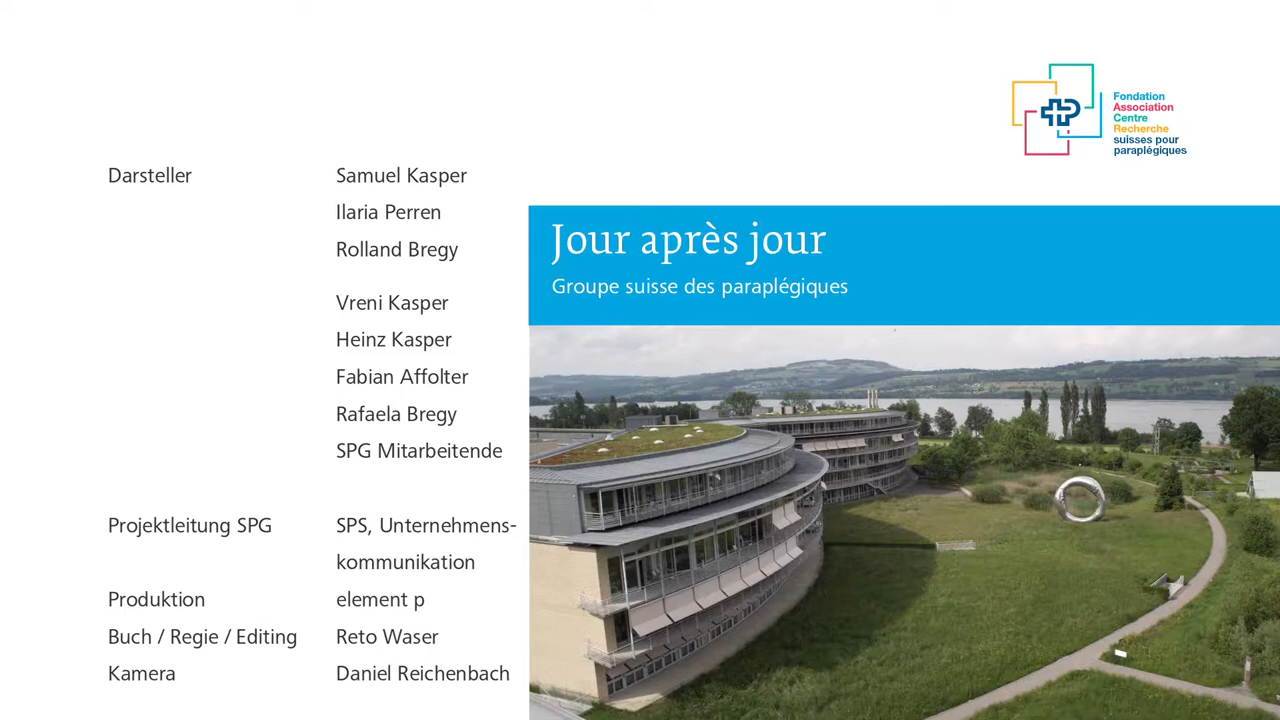 Fondation
Association
Centre
Recherche
suisses pour
paraplégiques
Darsteller Samuel Kasper
Ilaria Perren
Rolland Bregy
Vreni Kasper
Heinz Kasper
Fabian Affolter
Rafaela Bregy
SPG Mitarbeitende
Projektleitung SPG SPS, Unternehmens-
kommunikation
Produktion element p
Buch / Regie / Editing Reto Waser
Kamera Daniel Reichenbach
Jour après jour
Groupe suisse des paraplégiques